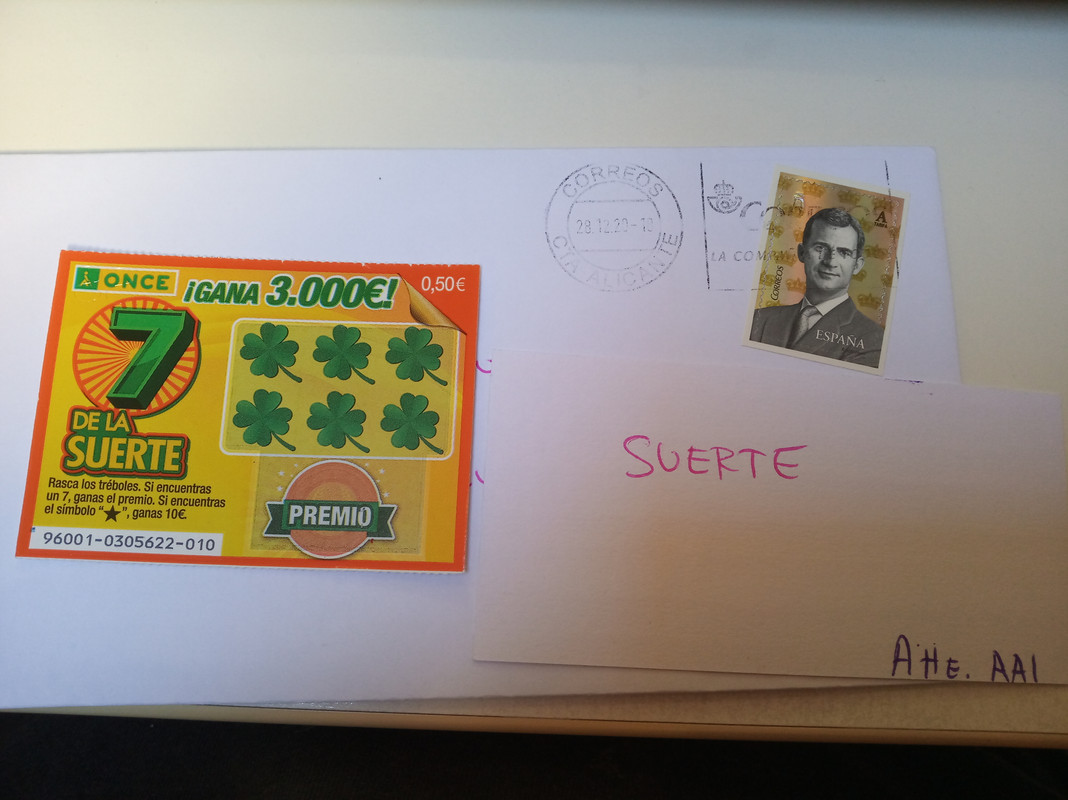 ONCE
¡GANA 3.000€!
0,50€
7
DE LA
SUERTE
Rasca los tréboles. Si encuentras
un 7, ganas el premio. Si encuentras
el símbolo "★", ganas 10€.
96001-0305622-010
PREMIO
CORREOS
28.12.20-
CTA ALICANTE
LA
A
CORREOS
ESPAÑA
SUERTE
AHe. AAI